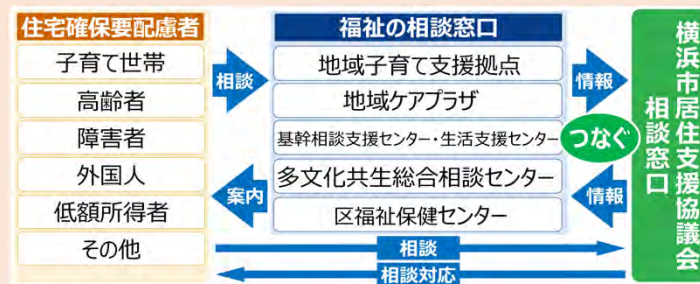 住宅確保要配慮者
子育て世帯
高齢者
障害者
外国人
低額所得者
その他
相談
案内
福祉の相談窓口
地域子育て支援拠点
地域ケアプラザ
基幹相談支援センター・生活支援センター
多文化共生総合相談センター
区福祉保健センター
情報
つなぐ
情報
相談
相談対応
横浜市居住支援協議会
相談窓口